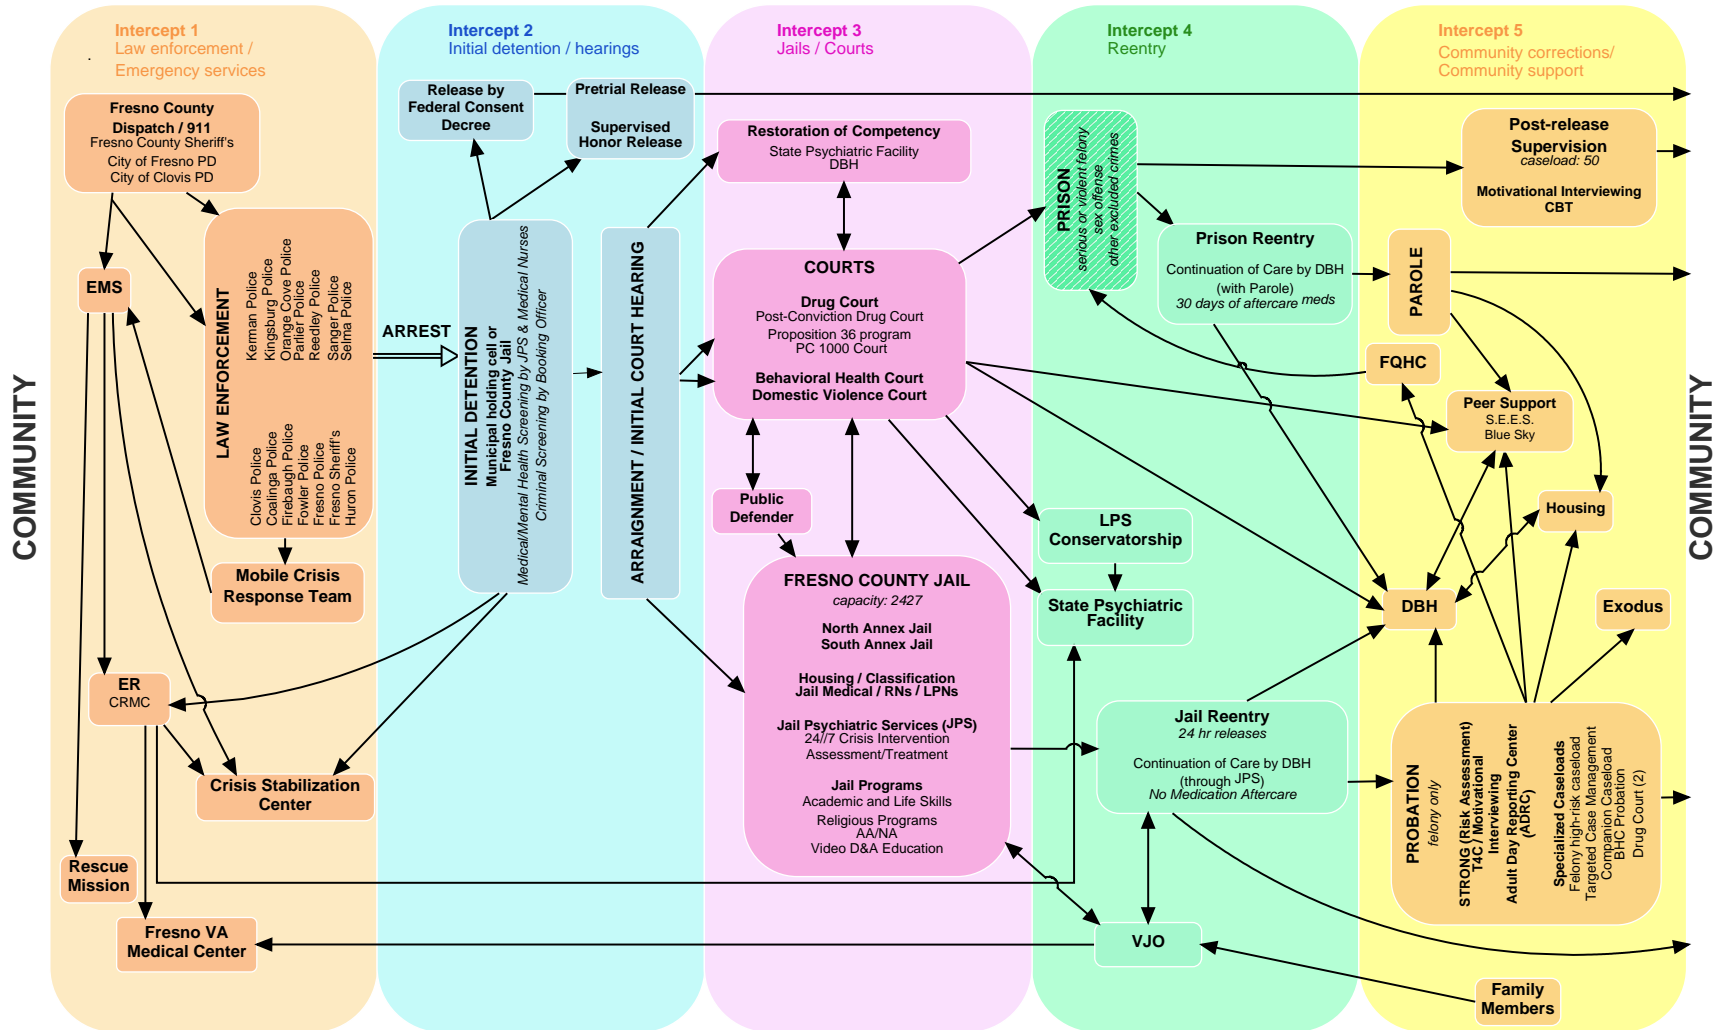 Intercept 1
Law enforcement /
Emergency services
.
Intercept 2
Initial detention / hearings
Intercept 3
Jails / Courts
Intercept 4
Reentry
Intercept 5
Community corrections/
Community support
COMMUNITY
Fresno County
Dispatch / 911
Fresno County Sheriff's
City of Fresno PD
City of Clovis PD
EMS
LAW ENFORCEMENT
Kerman Police
Kingsburg Police
Orange Cove Police
Parlier Police
Reedley Police
Sanger Police
Selma Police
Clovis Police
Coalinga Police
Firebaugh Police
Fowler Police
Fresno Police
Fresno Sheriff's
Huron Police
Mobile Crisis
Response Team
ER
CRMC
Crisis Stabilization
Center
Rescue
Mission
Fresno VA
Medical Center
ARREST
Release by
Federal Consent
Decree
Pretrial Release
Supervised
Honor Release
INITIAL DETENTION
Municipal holding cell or
Fresno County Jail
Medical/Mental Health Screening by JPS & Medical Nurses
Criminal Screening by Booking Officer
ARRAIGNMENT / INITIAL COURT HEARING
Restoration of Competency
State Psychiatric Facility
DBH
COURTS
Drug Court
Post-Conviction Drug Court
Proposition 36 program
PC 1000 Court
Behavioral Health Court
Domestic Violence Court
Public
Defender
FRESNO COUNTY JAIL
capacity: 2427
North Annex Jail
South Annex Jail
Housing / Classification
Jail Medical / RNs / LPNs
Jail Psychiatric Services (JPS)
24//7 Crisis Intervention
Assessment/Treatment
Jail Programs
Academic and Life Skills
Religious Programs
AA/NA
Video D&A Education
PRISON
serious or violent felony
sex offense
other excluded crimes
Prison Reentry
Continuation of Care by DBH
(with Parole)
30 days of aftercare meds
LPS
Conservatorship
State Psychiatric
Facility
Jail Reentry
24 hr releases
Continuation of Care by DBH
(through JPS)
No Medication Aftercare
VJO
Post-release
Supervision
caseload: 50
Motivational Interviewing
CBT
PAROLE
FQHC
Peer Support
S.E.E.S.
Blue Sky
Housing
DBH
Exodus
PROBATION
felony only
STRONG (Risk Assessment)
T4C / Motivational
Interviewing
Adult Day Reporting Center
(ADRC)
Specialized Caseloads
Felony high-risk caseload
Targeted Case Management
Companion Caseload
BHC Probation
Drug Court (2)
Family
Members
COMMUNITY